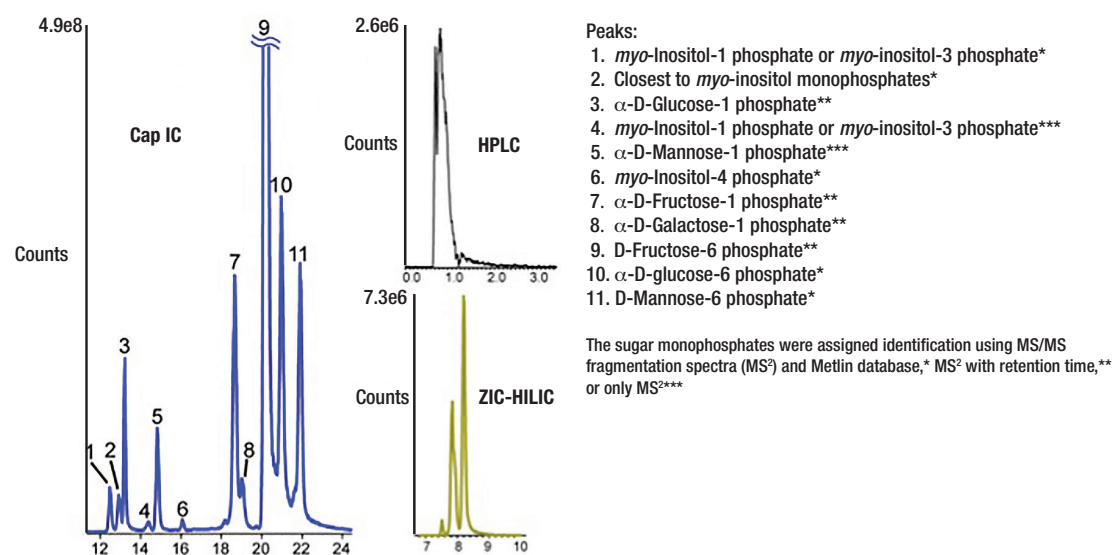 4.9e8
9
Cap IC
10
11
7
3
5
8
2
1
4
6
Counts
12 14 16 18 20 22 24
2.6e6
Counts
HPLC
0.0 1.0 2.0 3.0
7.3e6
Counts
ZIC-HILIC
7 8 9 10
Peaks:
1. myo-Inositol-1 phosphate or myo-inositol-3 phosphate*
2. Closest to myo-inositol monophosphates*
3. α-D-Glucose-1 phosphate**
4. myo-Inositol-1 phosphate or myo-inositol-3 phosphate***
5. α-D-Mannose-1 phosphate***
6. myo-Inositol-4 phosphate*
7. α-D-Fructose-1 phosphate**
8. α-D-Galactose-1 phosphate**
9. D-Fructose-6 phosphate**
10. α-D-glucose-6 phosphate*
11. D-Mannose-6 phosphate*
The sugar monophosphates were assigned identification using MS/MS
fragmentation spectra (MS²) and Metlin database,* MS² with retention time,**
or only MS²***